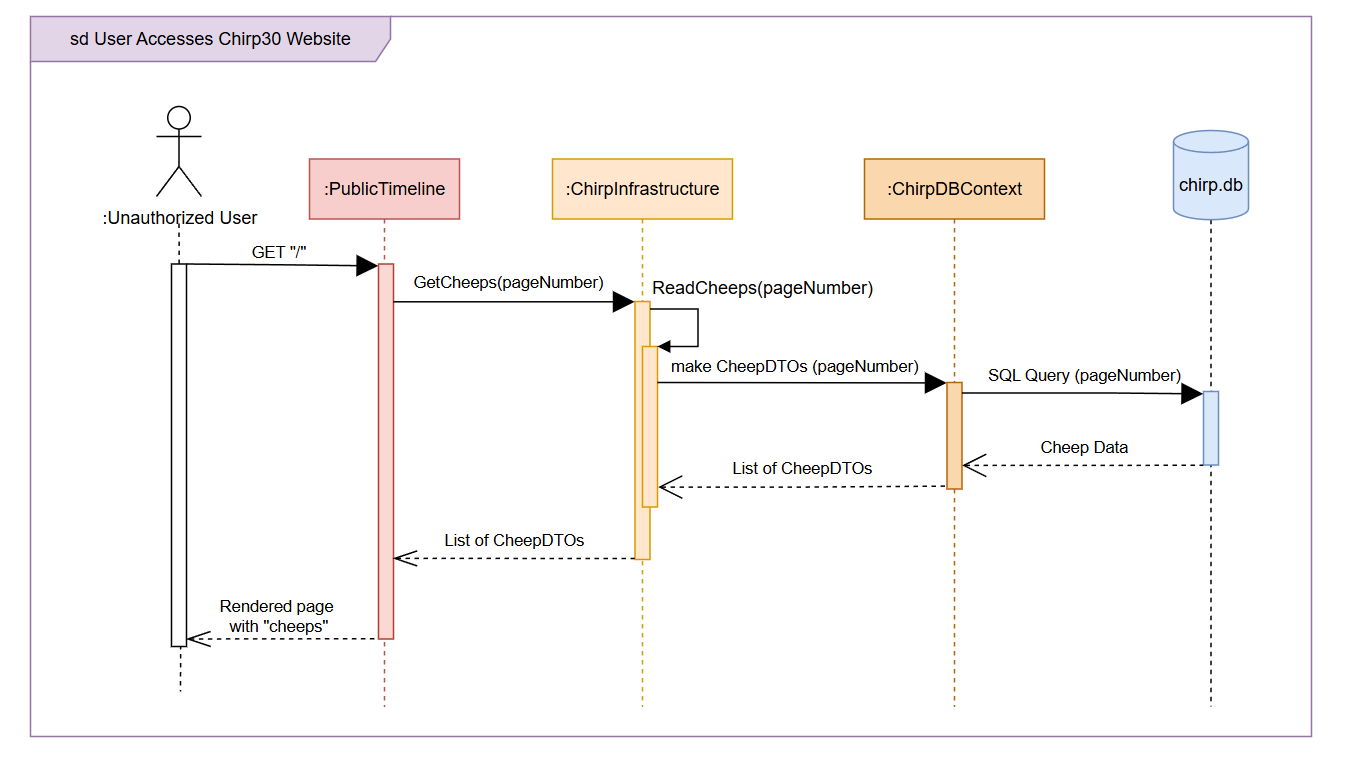 sd User Accesses Chirp30 Website
:Unauthorized User
:PublicTimeline
:ChirpInfrastructure
:ChirpDBContext
chirp.db
GET "/"
GetCheeps(pageNumber)
ReadCheeps(pageNumber)
make CheepDTOs (pageNumber)
SQL Query (pageNumber)
Cheep Data
List of CheepDTOs
List of CheepDTOs
Rendered page
with "cheeps"